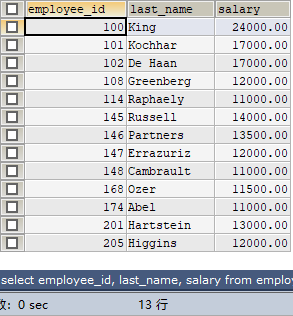 employee_id last_name salary
100 King 24000.00
101 Kochhar 17000.00
102 De Haan 17000.00
108 Greenberg 12000.00
114 Raphaely 11000.00
145 Russell 14000.00
146 Partners 13500.00
147 Errazuriz 12000.00
148 Cambrault 11000.00
168 Ozer 11500.00
174 Abel 11000.00
201 Hartstein 13000.00
205 Higgins 12000.00
select employee_id, last_name, salary from
: 0 sec 13 行